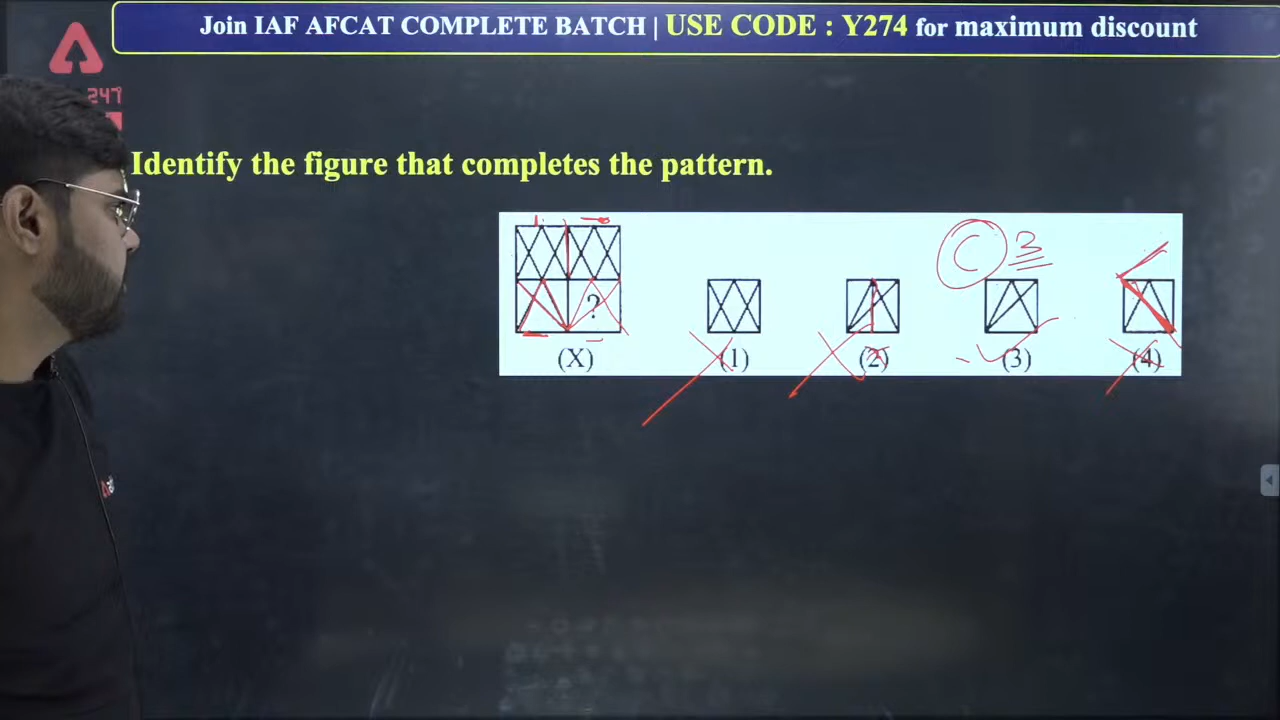 Join IAF AFCAT COMPLETE BATCH | USE CODE : Y274 for maximum discount
247
Identify the figure that completes the pattern.
C 3
?
(X) (1) (2) (3) (4)